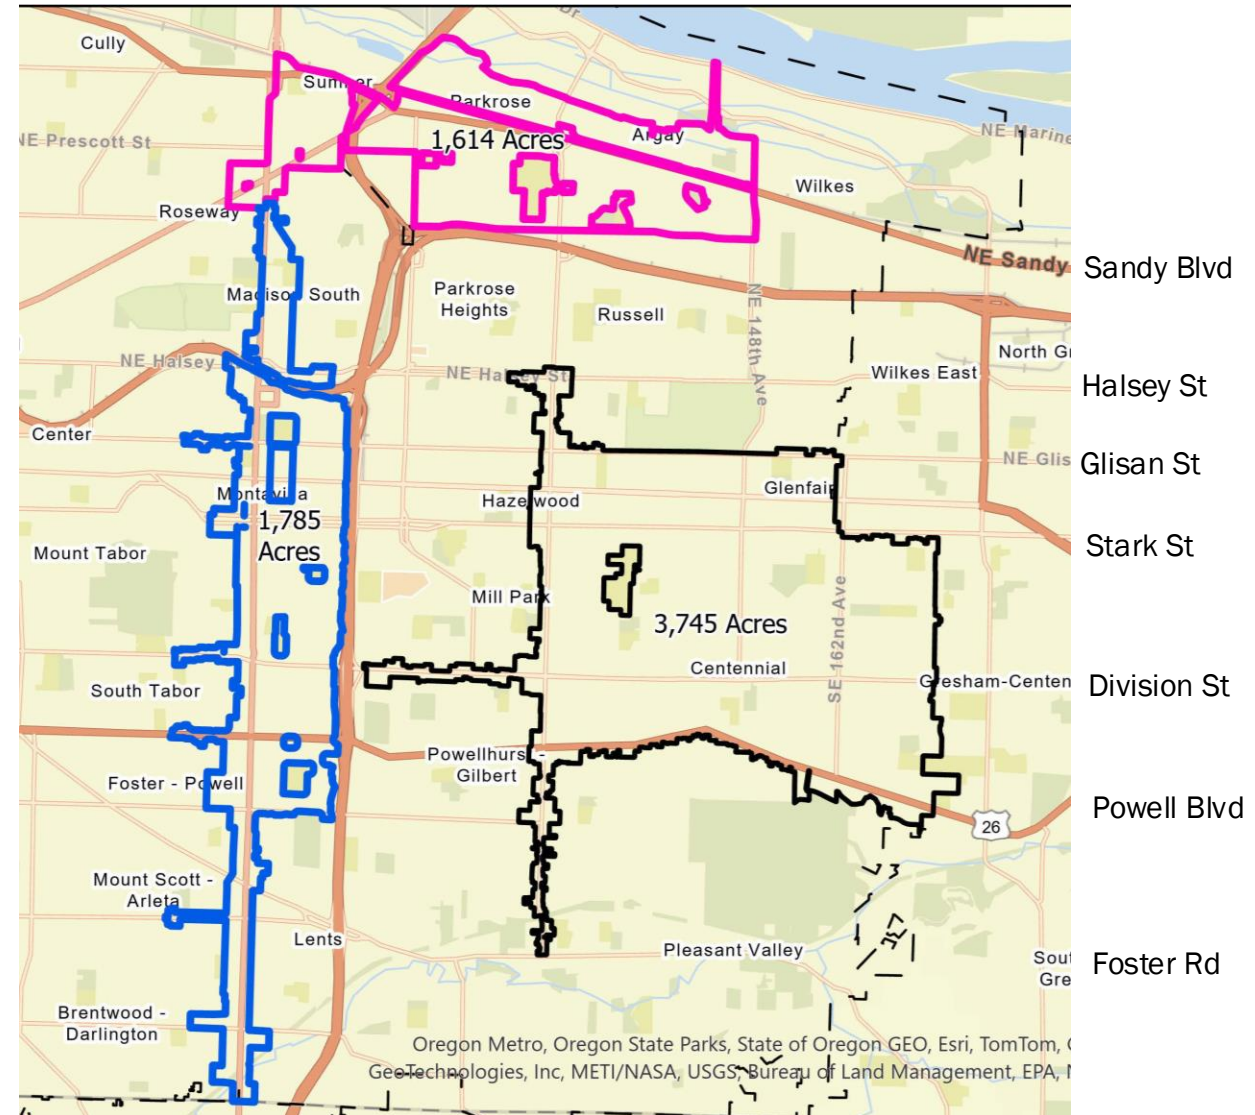 Cully
Sumner
Parkrose
1,614 Acres
Argay
NE Marine
NE Prescott St
Wilkes
Roseway
NE Sandy
Sandy Blvd
Madison South
Parkrose
Heights
Russell
NE 148th Ave
North Gr
NE Halsey
NE Halsey St
Wilkes East
Halsey St
Center
NE Glis
Glisan St
Montavilla
Hazelwood
Glenfair
1,785
Acres
Mount Tabor
Stark St
Mill Park
3,745 Acres
SE 162nd Ave
Centennial
South Tabor
Gresham-Centen
Division St
Foster - Powell
Powellhurst -
Gilbert
Powell Blvd
26
Mount Scott -
Arleta
Lents
Pleasant Valley
Sout
Gre
Foster Rd
Brentwood -
Darlington
Oregon Metro, Oregon State Parks, State of Oregon GEO, Esri, TomTom,
GeoTechnologies, Inc, METI/NASA, USGS, Bureau of Land Management, EPA,